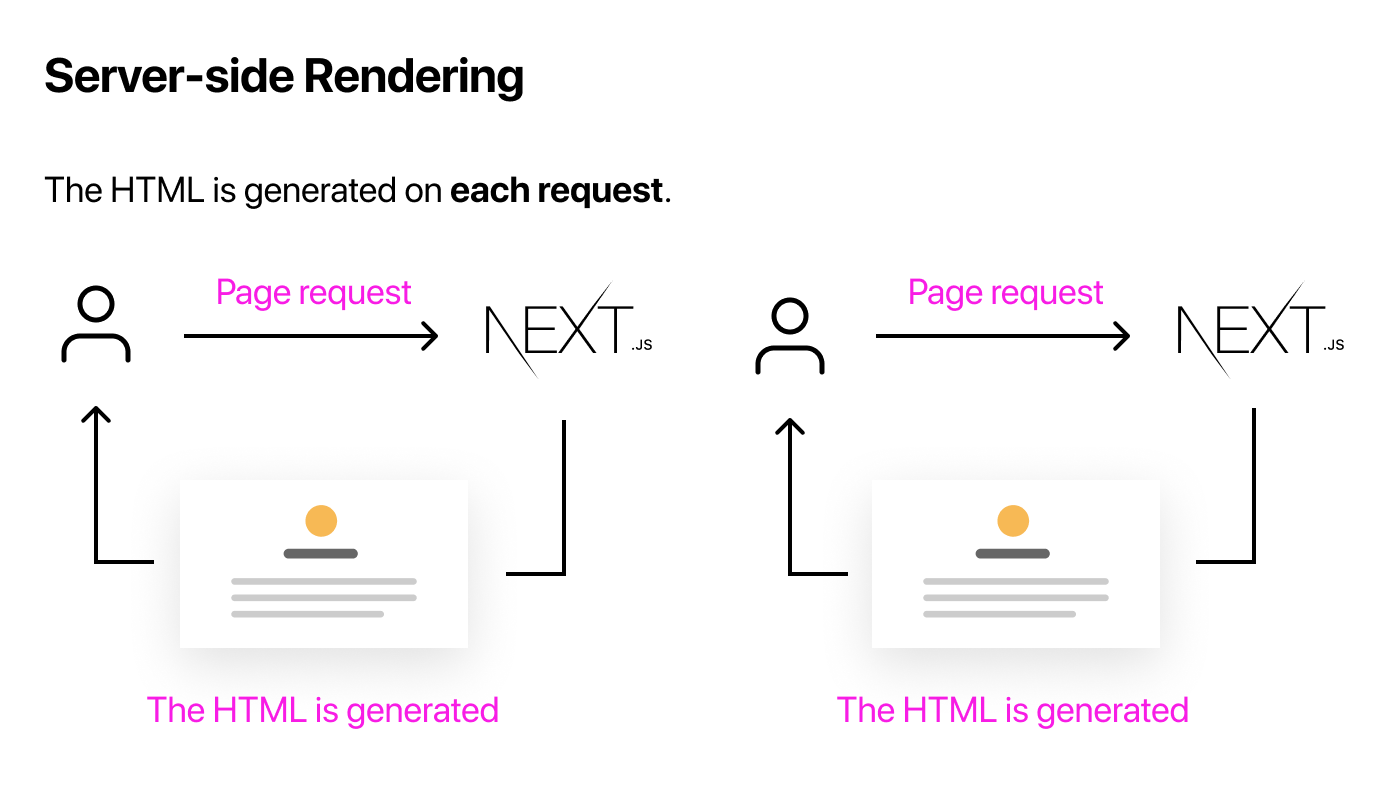 Server-side Rendering
The HTML is generated on each request.
Page request
NEXT.JS
Page request
NEXT.JS
The HTML is generated
The HTML is generated